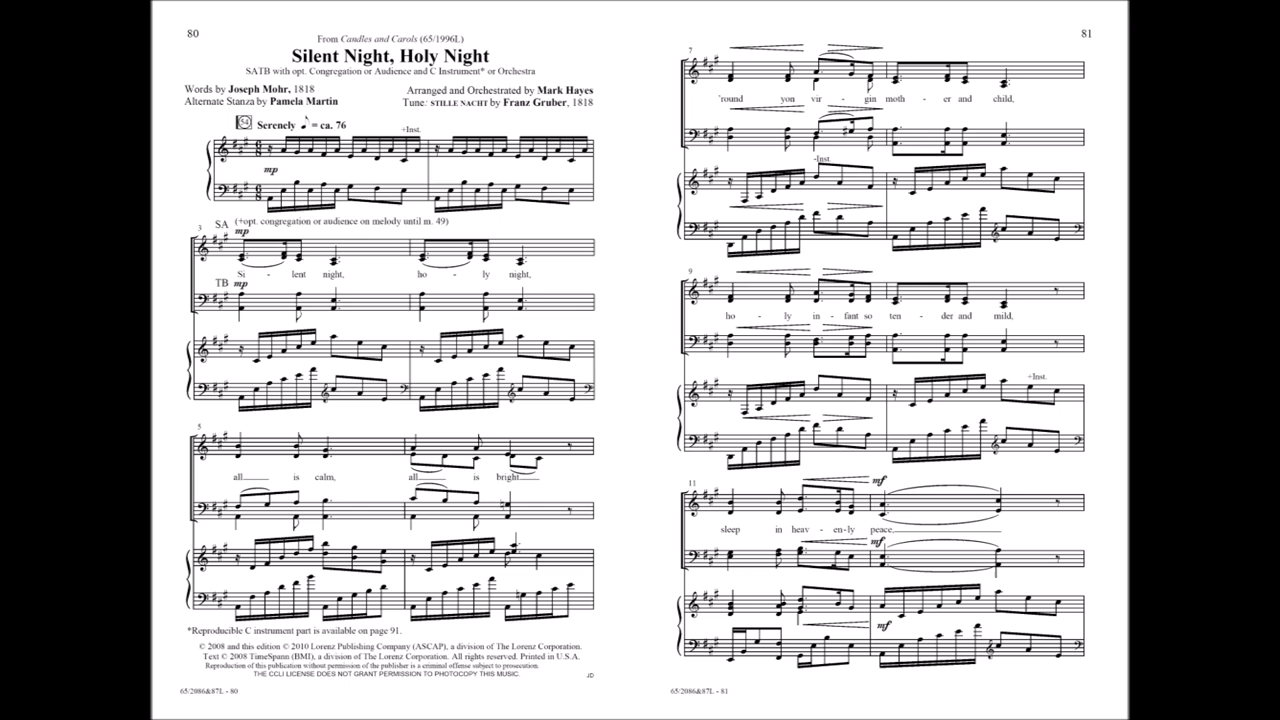 80
From Candles and Carols (65/1996L)
Silent Night, Holy Night
SATB with opt. Congregation or Audience and C Instrument* or Orchestra
Words by Joseph Mohr, 1818
Alternate Stanza by Pamela Martin
Arranged and Orchestrated by Mark Hayes
Tune: STILLE NACHT by Franz Gruber, 1818
54 Serenely ♪ = ca. 76
+Inst.
mp
3
SA (+opt. congregation or audience on melody until m. 49)
mp
Si - lent night, ho - ly night,
TB mp
5
all is calm, all is bright
*Reproducible C instrument part is available on page 91.
© 2008 and this edition © 2010 Lorenz Publishing Company (ASCAP), a division of The Lorenz Corporation.
Text © 2008 TimeSpann (BMI), a division of The Lorenz Corporation. All rights reserved. Printed in U.S.A.
Reproduction of this publication without permission of the publisher is a criminal offense subject to prosecution.
THE CCLI LICENSE DOES NOT GRANT PERMISSION TO PHOTOCOPY THIS MUSIC.
JD
65/2086&87L - 80
81
7
'round yon vir - gin moth - er and child,
-Inst.
9
ho - ly in - fant so ten - der and mild,
+Inst.
11
mf
sleep in heav - en-ly peace,
mf
mf
65/2086&87L - 81